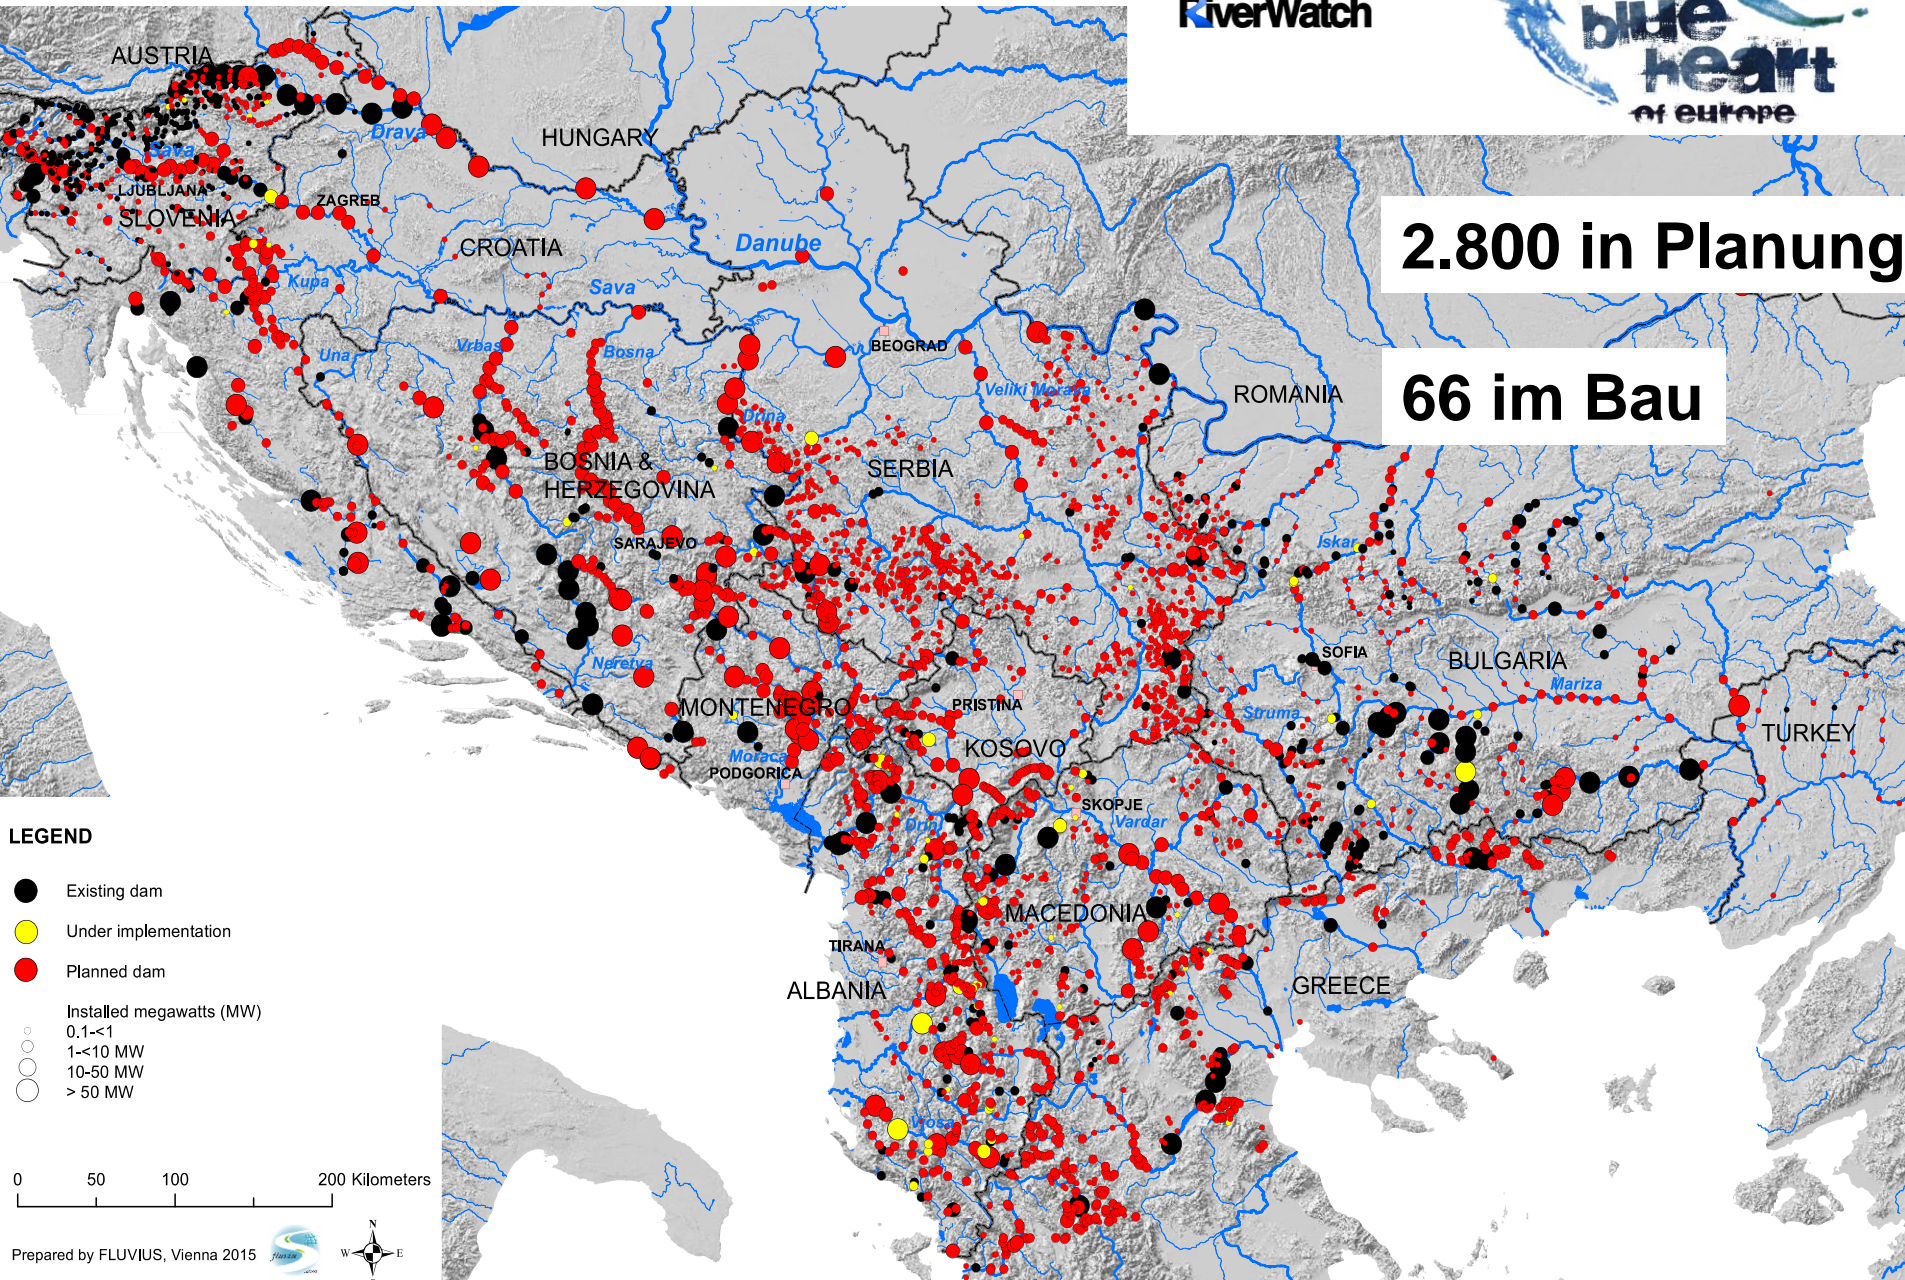 RiverWatch
blue
heart
of europe
2.800 in Planung
66 im Bau
AUSTRIA
HUNGARY
Drava
Sava
LJUBLJANA
ZAGREB
SLOVENIA
CROATIA
Danube
Kupa
Sava
BEOGRAD
Una
Vrbas
Bosna
Veliki Morava
ROMANIA
Drina
BOSNIA &
HERZEGOVINA
SERBIA
SARAJEVO
Iskar
Neretva
SOFIA
BULGARIA
Mariza
MONTENEGRO
PRISTINA
Struma
KOSOVO
TURKEY
Moraca
PODGORICA
SKOPJE
Vardar
Drini
MACEDONIA
TIRANA
ALBANIA
GREECE
Vjosa
LEGEND
Existing dam
Under implementation
Planned dam
Installed megawatts (MW)
0.1-<1
1-<10 MW
10-50 MW
> 50 MW
0 50 100 200 Kilometers
Prepared by FLUVIUS, Vienna 2015
fluvius
N
W E